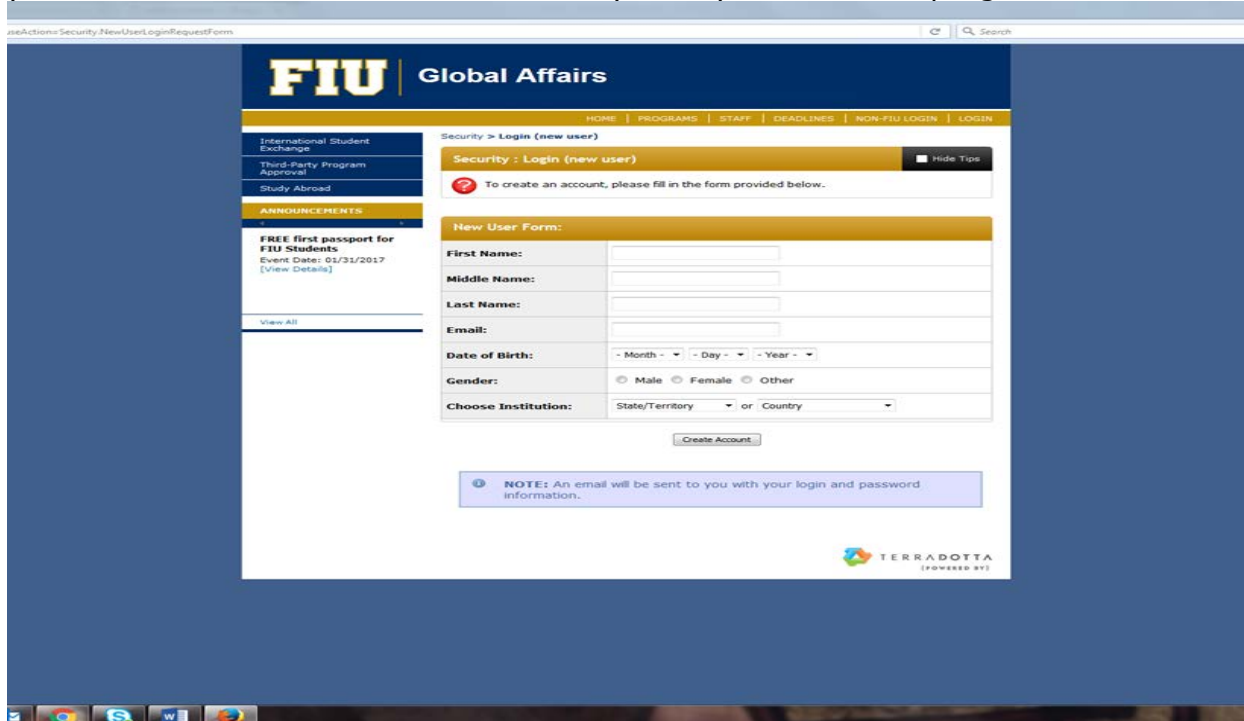 useAction=Security.NewUserLoginRequestForm
Search
FIU Global Affairs
HOME | PROGRAMS | STAFF | DEADLINES | NON-FIU LOGIN | LOGIN
International Student
Exchange
Third-Party Program
Approval
Study Abroad
ANNOUNCEMENTS
FREE first passport for
FIU Students
Event Date: 01/31/2017
[View Details]
View All
Security > Login (new user)
Security : Login (new user)
Hide Tips
To create an account, please fill in the form provided below.
New User Form:
First Name:
Middle Name:
Last Name:
Email:
Date of Birth: - Month - - Day - - Year -
Gender: Male Female Other
Choose Institution: State/Territory or Country
Create Account
NOTE: An email will be sent to you with your login and password
information.
TERRADOTTA
[POWERED BY]